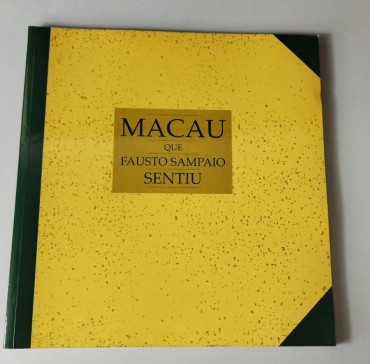 MACAU
QUE
FAUSTO SAMPAIO
SENTIU